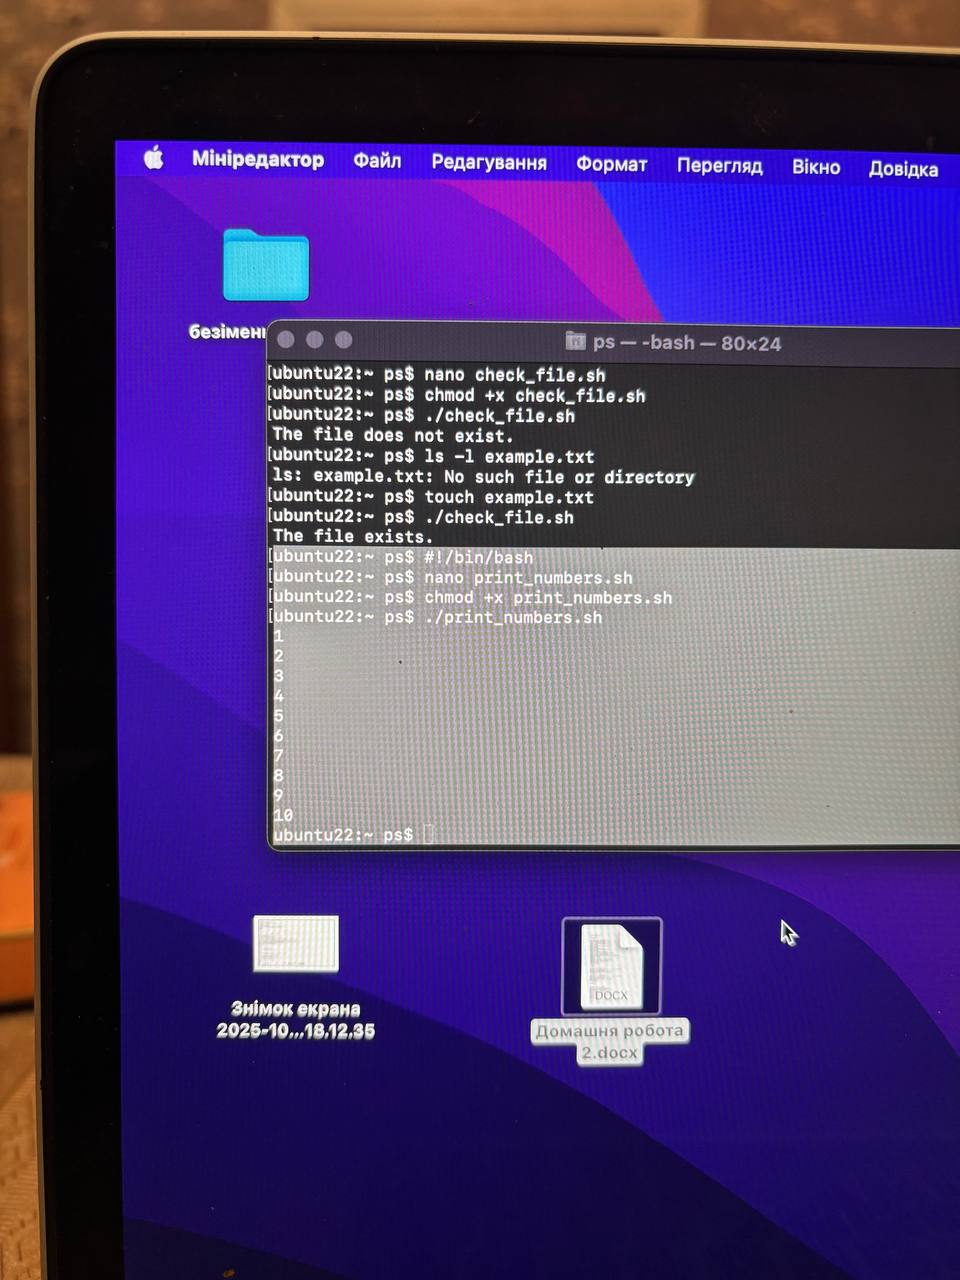 Мініредактор Файл Редагування Формат Перегляд Вікно Довідка
ps — -bash — 80×24
[ubuntu22:~ ps$ nano check_file.sh
[ubuntu22:~ ps$ chmod +x check_file.sh
[ubuntu22:~ ps$ ./check_file.sh
The file does not exist.
[ubuntu22:~ ps$ ls -l example.txt
ls: example.txt: No such file or directory
[ubuntu22:~ ps$ touch example.txt
[ubuntu22:~ ps$ ./check_file.sh
The file exists.
[ubuntu22:~ ps$ #!/bin/bash
[ubuntu22:~ ps$ nano print_numbers.sh
[ubuntu22:~ ps$ chmod +x print_numbers.sh
[ubuntu22:~ ps$ ./print_numbers.sh
1
2
3
4
5
6
7
8
9
10
ubuntu22:~ ps$
Знімок екрана
2025-10...18.12.35
DOCX
Домашня робота
2.docx